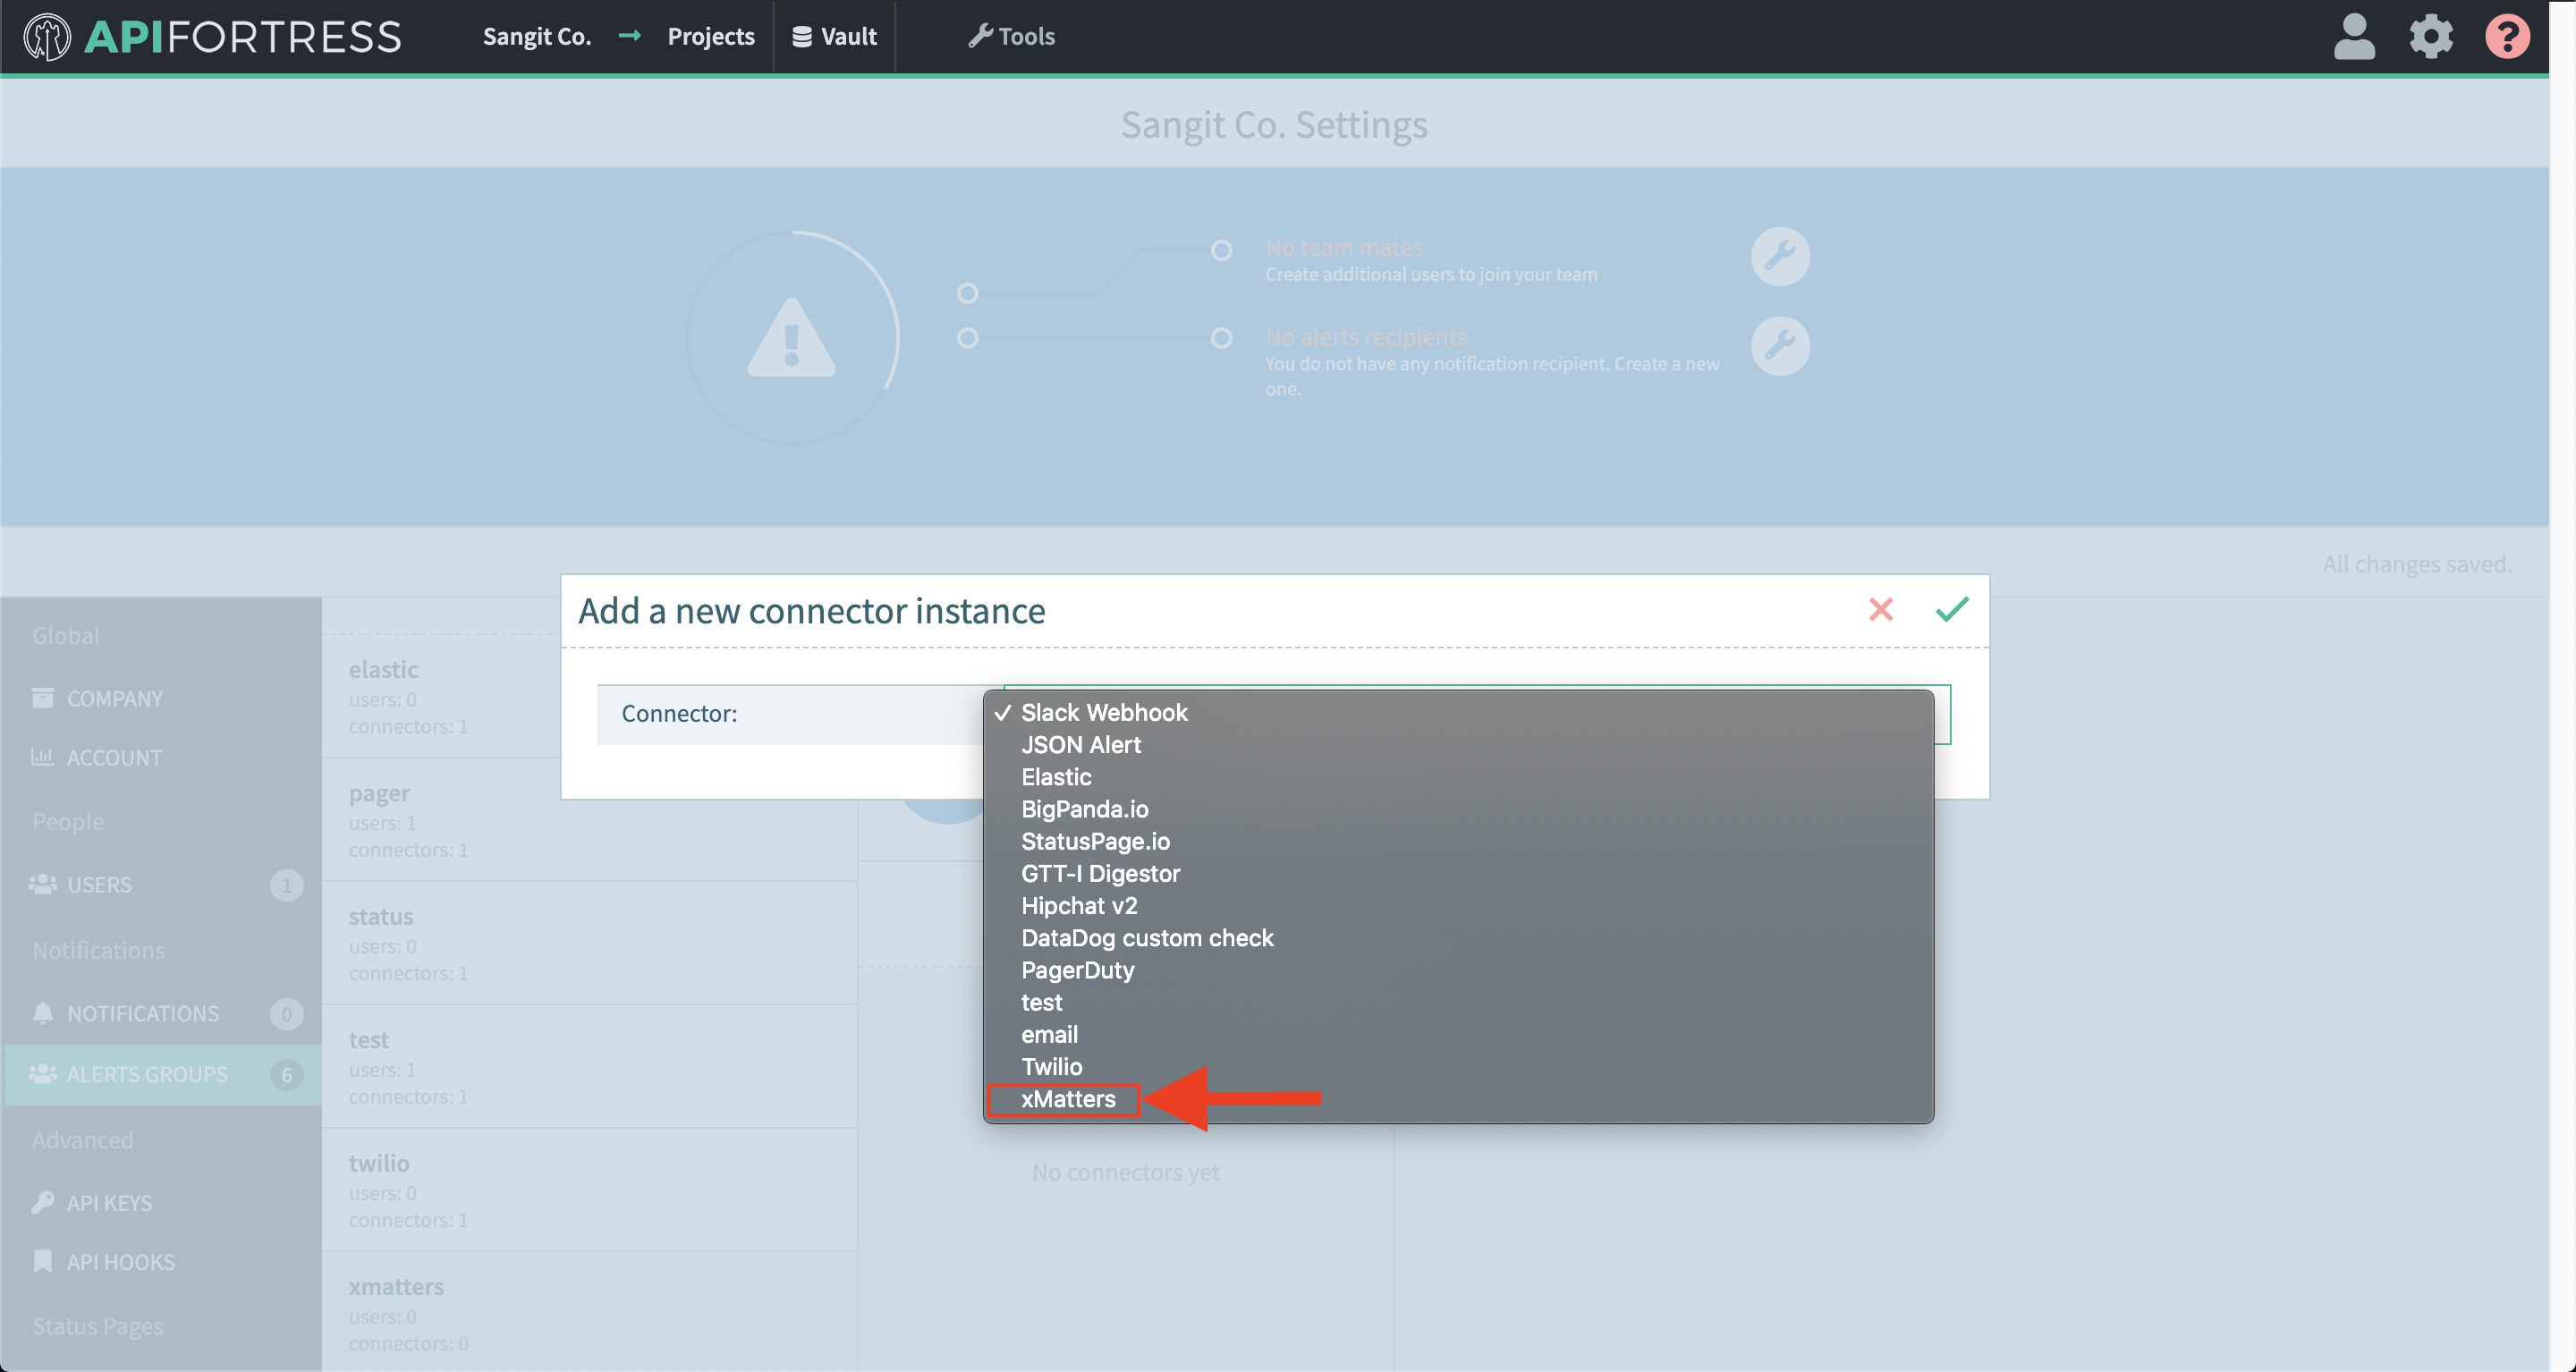 APIFORTRESS
Sangit Co. → Projects Vault Tools
?
Sangit Co. Settings
No team mates
Create additional users to join your team
No alerts recipients
You do not have any notification recipient. Create a new
one.
All changes saved.
Add a new connector instance
Connector:
✓ Slack Webhook
JSON Alert
Elastic
BigPanda.io
StatusPage.io
GTT-I Digestor
Hipchat v2
DataDog custom check
PagerDuty
test
email
Twilio
xMatters
Global
COMPANY
ACCOUNT
People
USERS 1
Notifications
NOTIFICATIONS 0
ALERTS GROUPS 6
Advanced
API KEYS
API HOOKS
Status Pages
elastic
users: 0
connectors: 1
pager
users: 1
connectors: 1
status
users: 0
connectors: 1
test
users: 1
connectors: 1
twilio
users: 0
connectors: 1
xmatters
users: 0
connectors: 0
No connectors yet